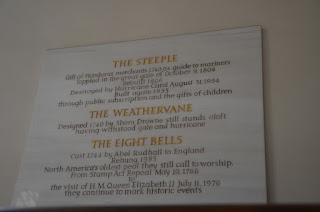 THE STEEPLE
Gift of Honduras merchants 1740 as guide to mariners
Toppled in the great gale of October 9, 1804
Rebuilt 1806
Destroyed by Hurricane Carol August 31, 1954
Built again 1955
through public subscription and the gifts of children
THE WEATHERVANE
Designed 1740 by Shem Drowne still stands aloft
having withstood gale and hurricane
THE EIGHT BELLS
Cast 1744 by Abel Rudhall in England
Rehung 1985
North America's oldest peal they still call to worship.
from Stamp Act Repeal May 19, 1766
to
the visit of H.M. Queen Elizabeth II July 11, 1976
they continue to mark historic events